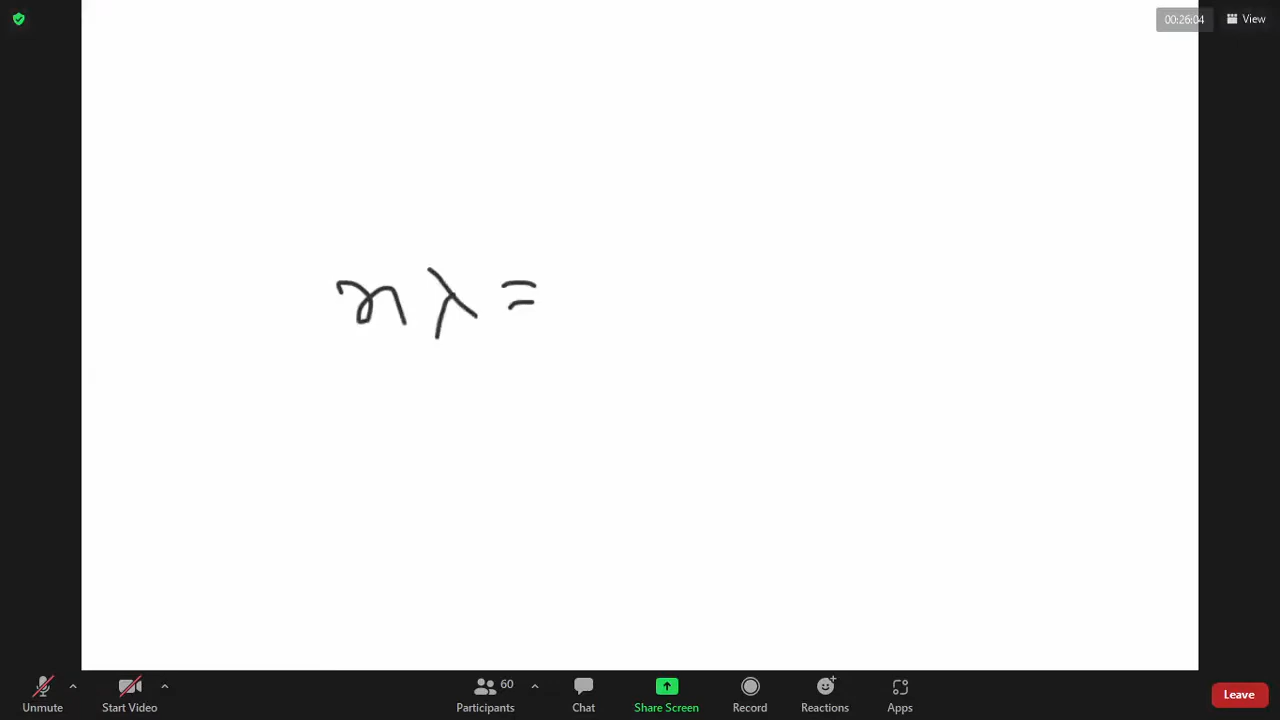 00:26:04 View
nλ =
Unmute Start Video Participants 60 Chat Share Screen Record Reactions Apps Leave